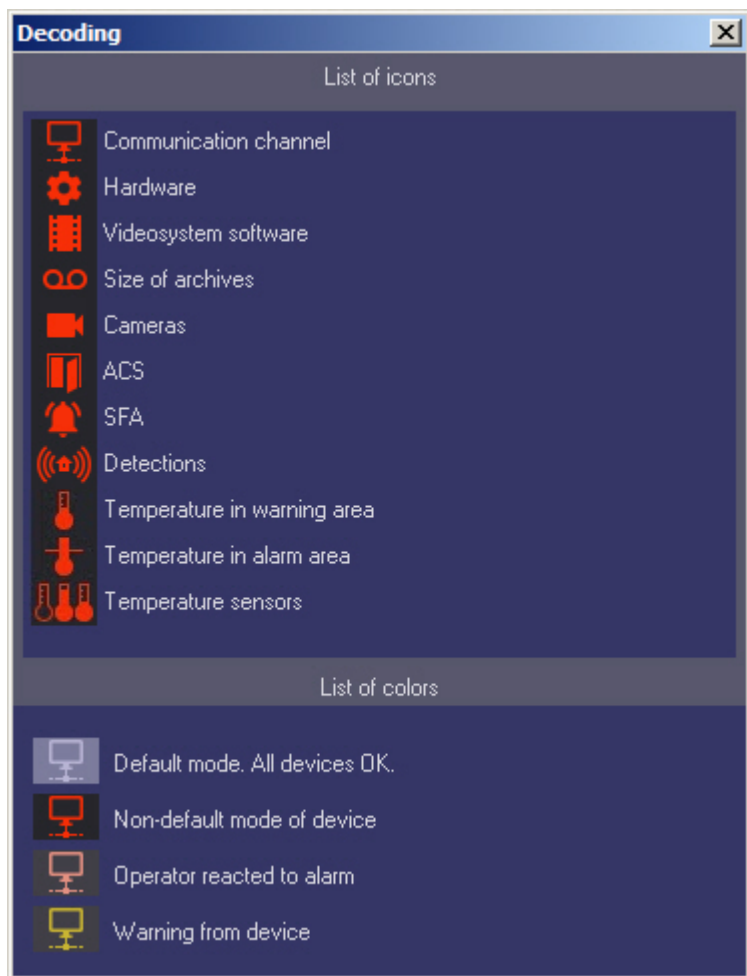 Decoding
List of icons
Communication channel
Hardware
Videosystem software
Size of archives
Cameras
ACS
SFA
Detections
Temperature in warning area
Temperature in alarm area
Temperature sensors
List of colors
Default mode. All devices OK.
Non-default mode of device
Operator reacted to alarm
Warning from device